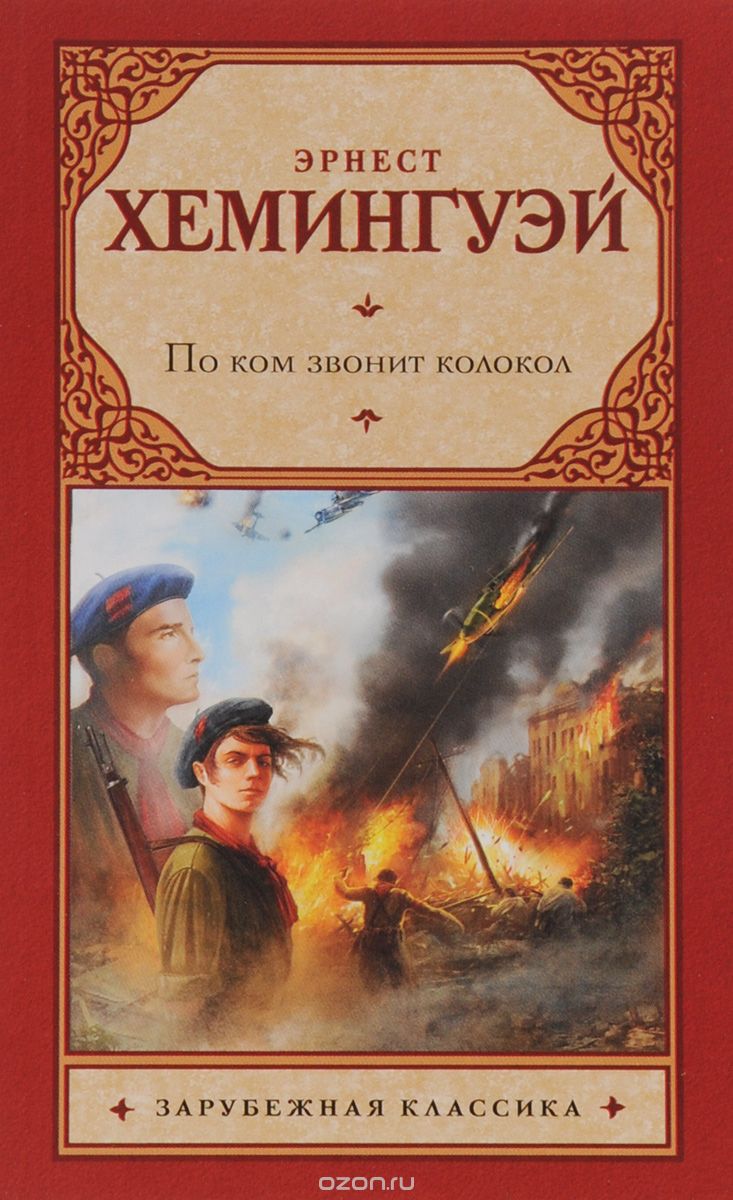 ЭРНЕСТ
ХЕМИНГУЭЙ
По ком звонит колокол
ЗАРУБЕЖНАЯ КЛАССИКА
ozon.ru